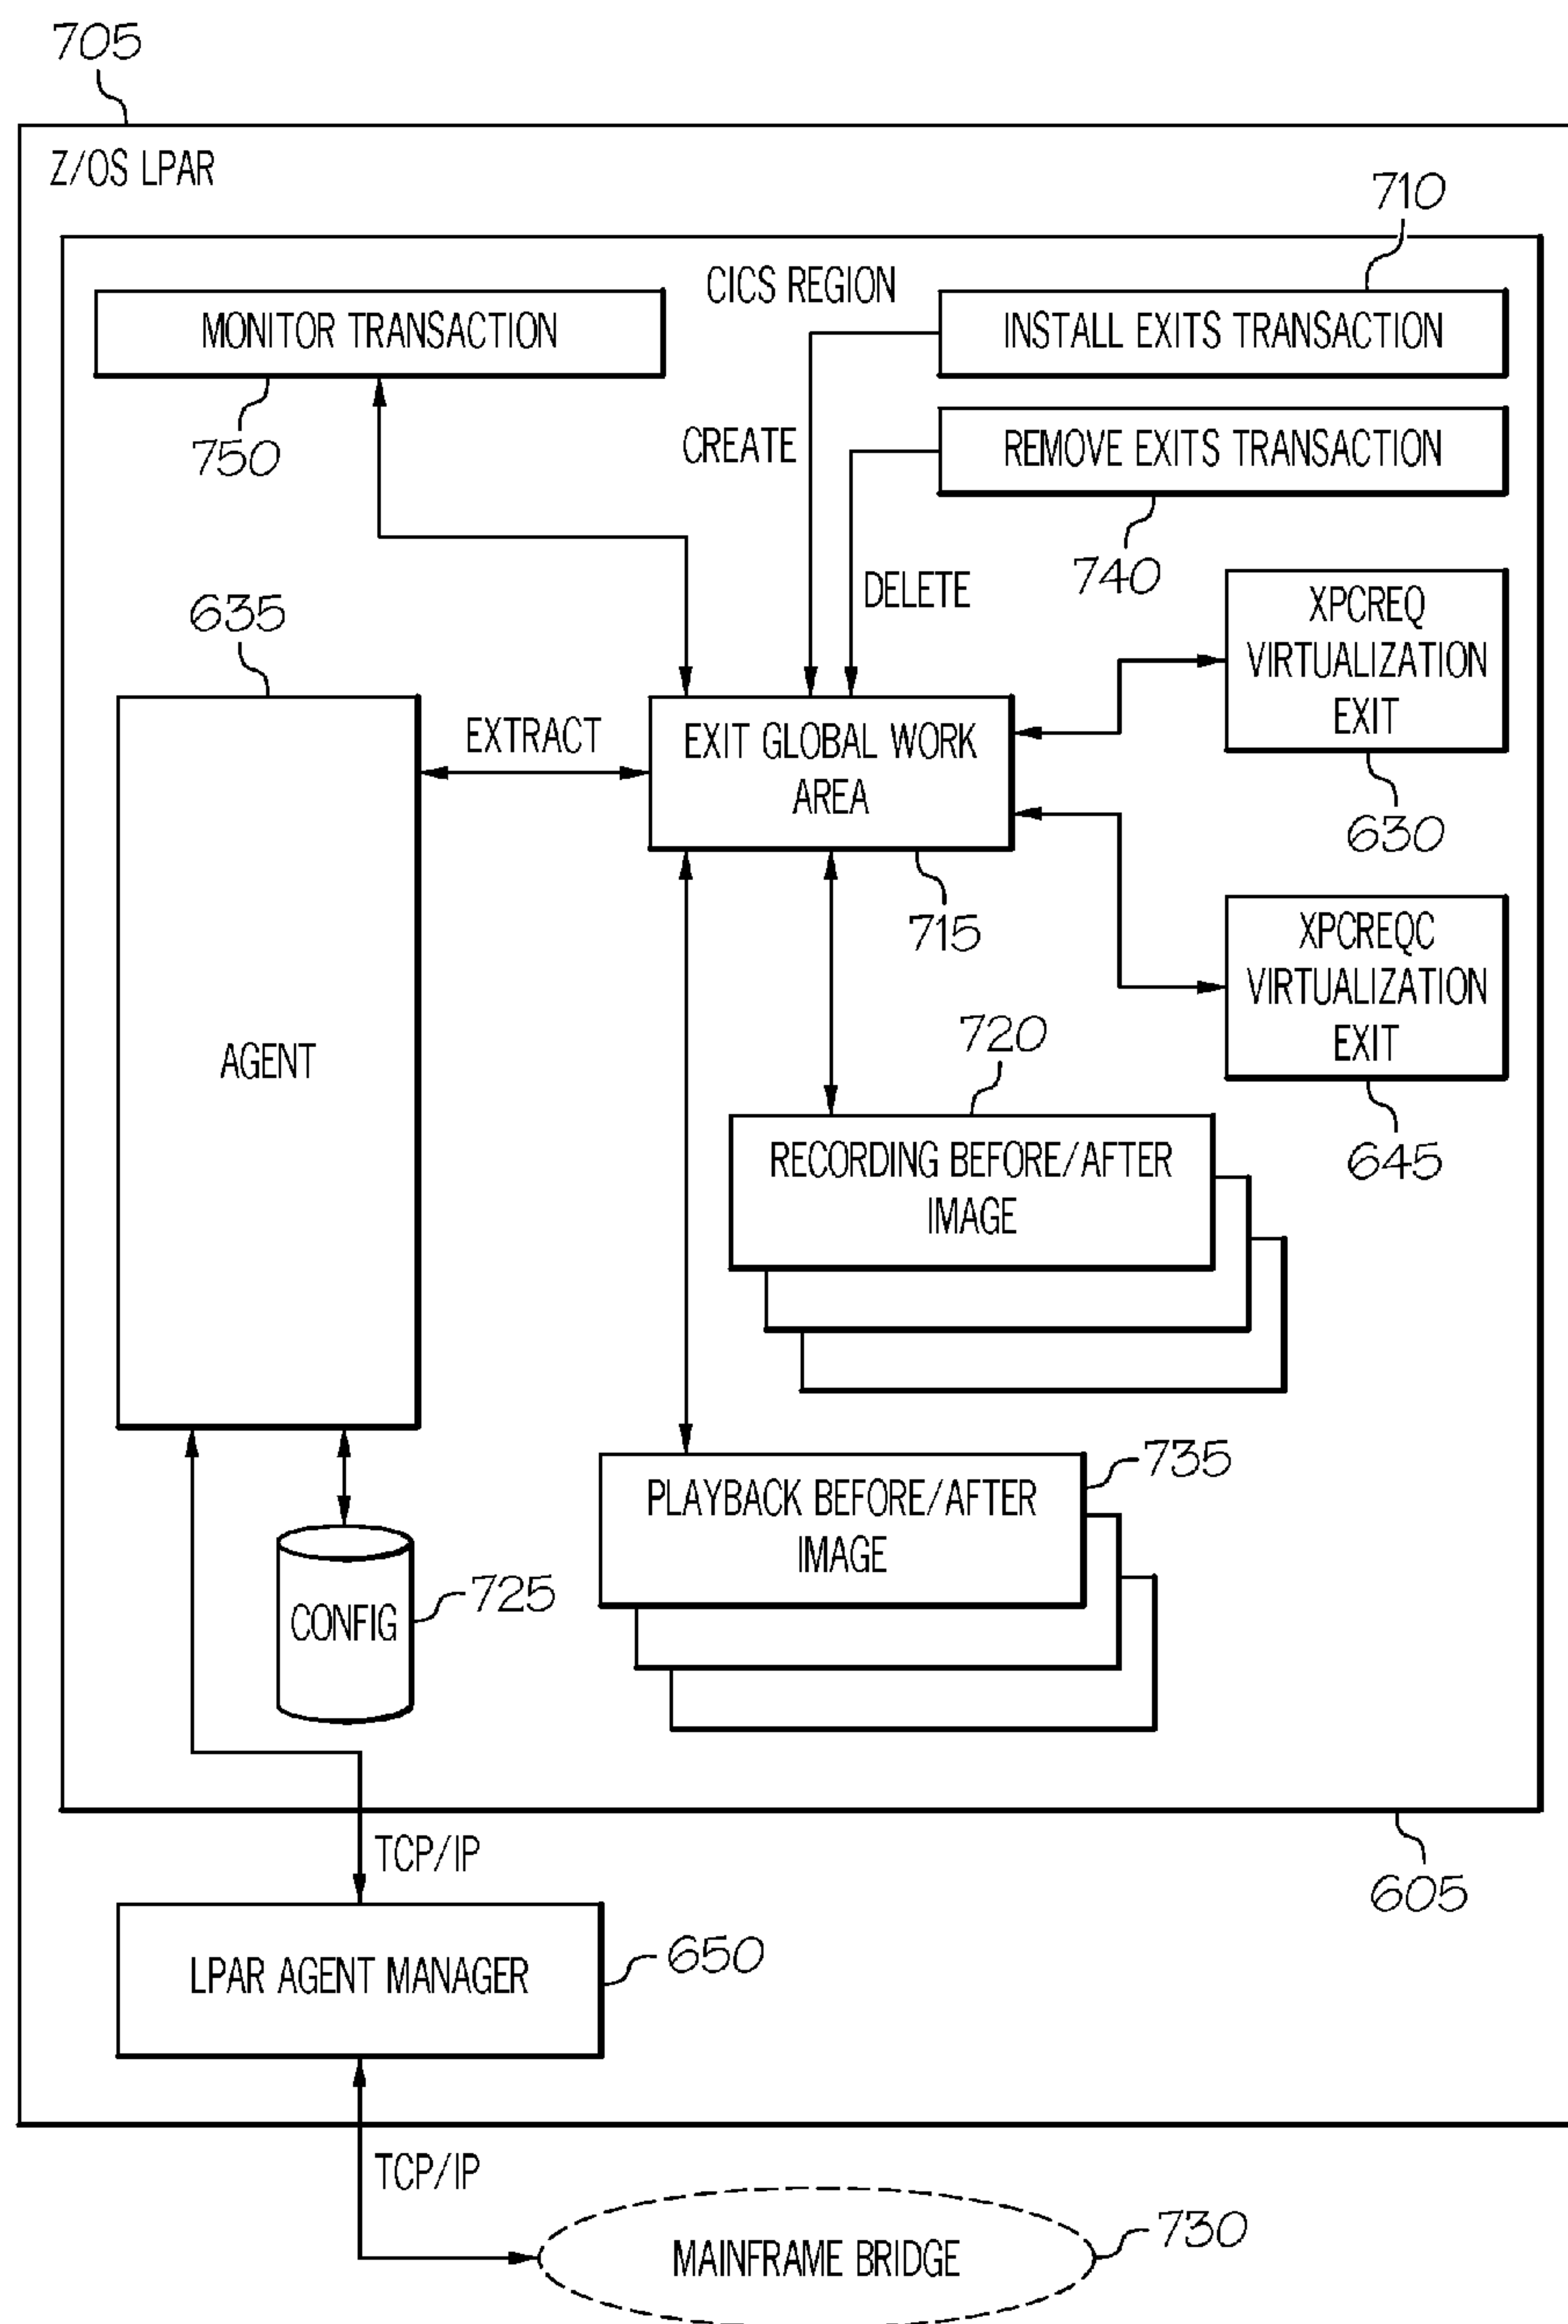 705
Z/OS LPAR
710
CICS REGION
MONITOR TRANSACTION
INSTALL EXITS TRANSACTION
750
CREATE
REMOVE EXITS TRANSACTION
740
DELETE
635
XPCREQ
VIRTUALIZATION
EXIT
630
EXTRACT
EXIT GLOBAL WORK
AREA
715
XPCREQC
VIRTUALIZATION
EXIT
645
AGENT
720
RECORDING BEFORE/AFTER
IMAGE
735
PLAYBACK BEFORE/AFTER
IMAGE
CONFIG
725
TCP/IP
605
LPAR AGENT MANAGER
650
TCP/IP
MAINFRAME BRIDGE
730